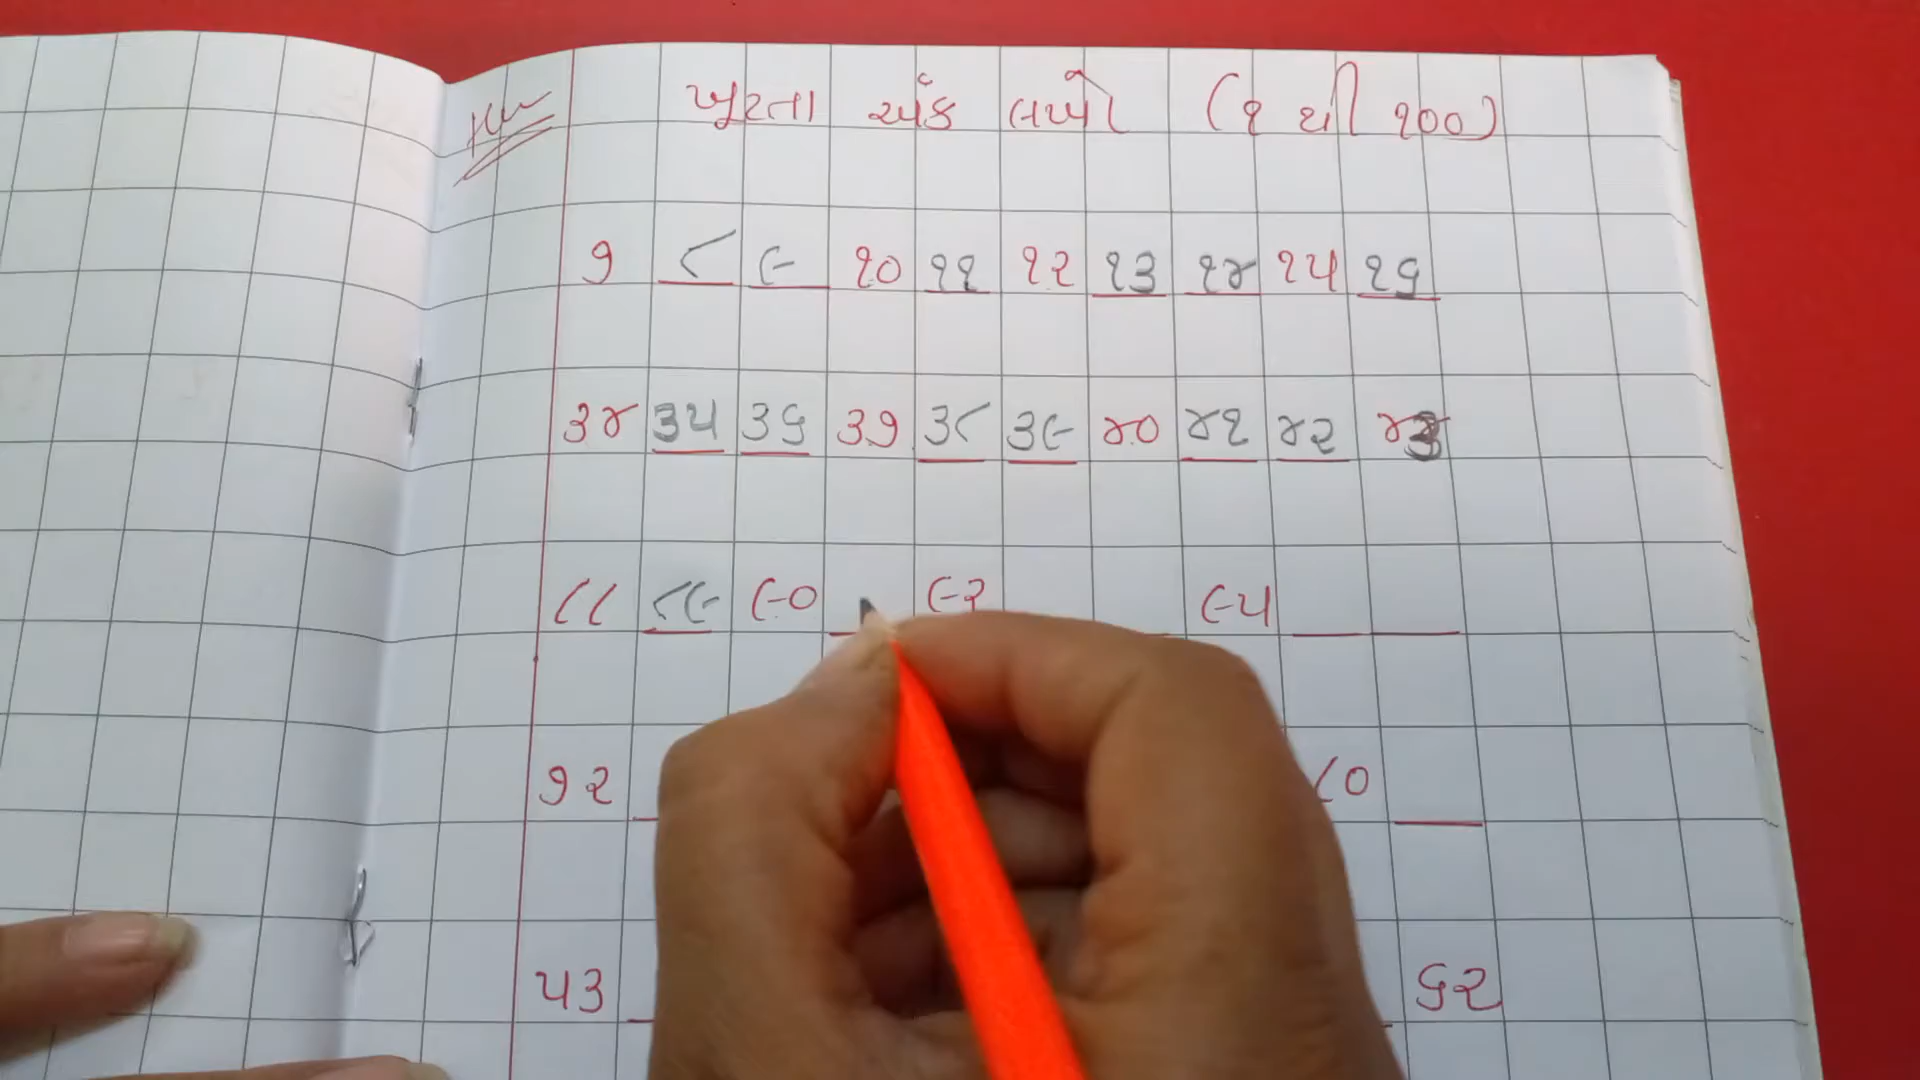 ખુટતા અંક લખો (૧ થી ૧૦૦)
૭ ૮ ૯ ૧૦ ૧૧ ૧૨ ૧૩ ૧૪ ૧૫ ૧૬
૩૪ ૩૫ ૩૬ ૩૭ ૩૮ ૩૯ ૪૦ ૪૧ ૪૨ ૪૩
૮૮ ૮૯ ૯૦ ૯૨ ૯૫
૭૨ ૮૦
૫૩ ૬૨